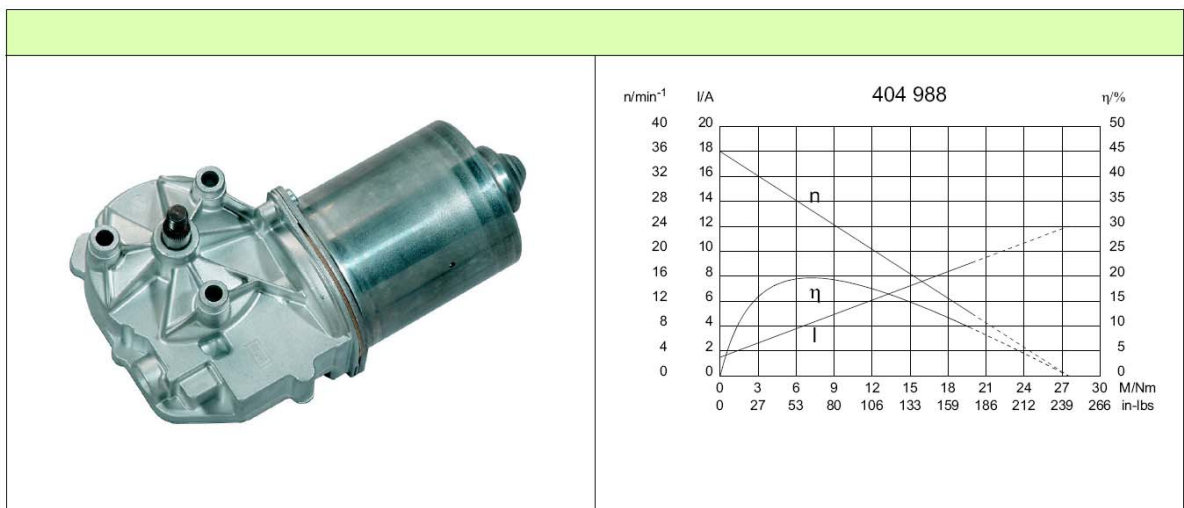 404 988
n/min⁻¹ I/A η/%
40 20 50
36 18 45
32 16 40
28 14 35
24 12 30
20 10 25
16 8 20
12 6 15
8 4 10
4 2 5
0 0 0
n
η
I
0 3 6 9 12 15 18 21 24 27 30 M/Nm
0 27 53 80 106 133 159 186 212 239 266 in-lbs